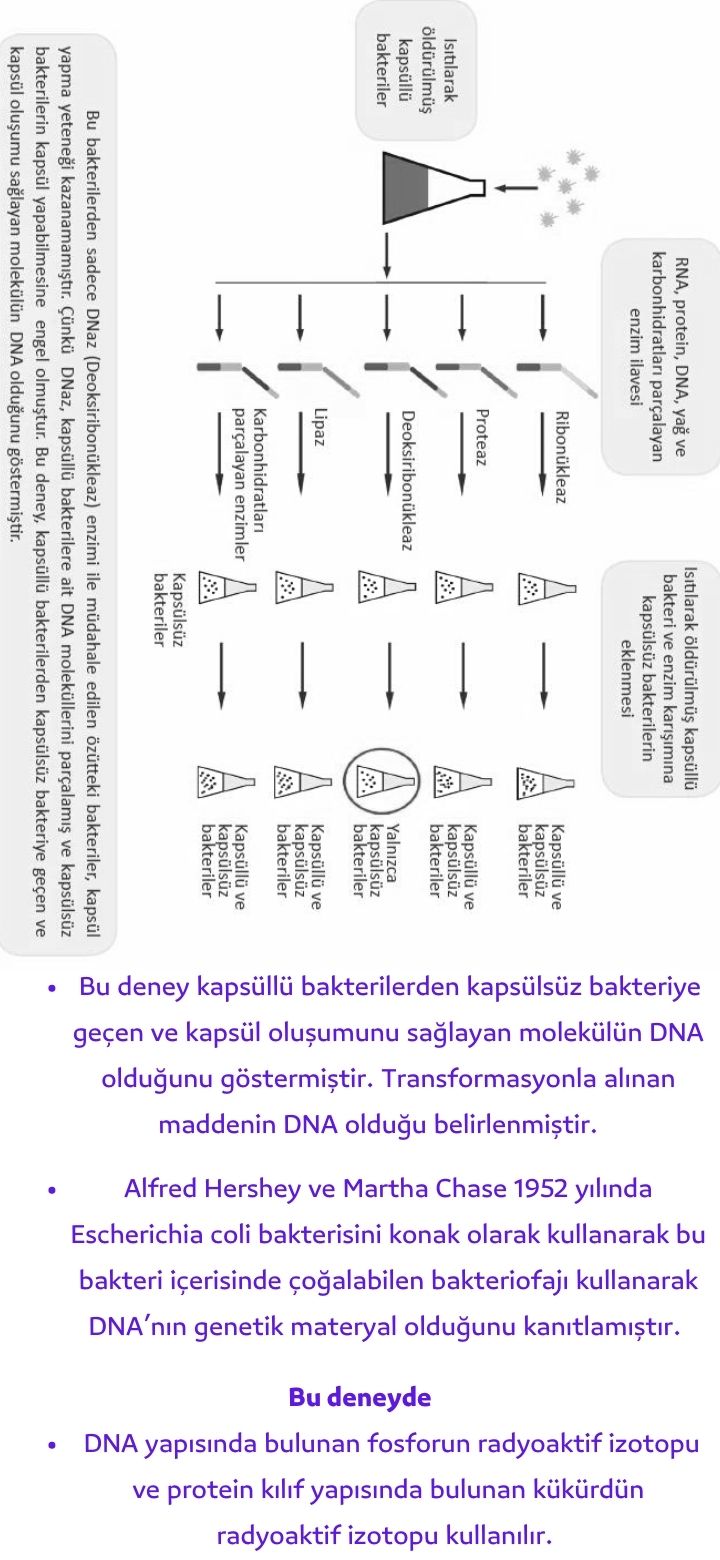 Isıtılarak
öldürülmüş
kapsüllü
bakteriler
RNA, protein, DNA, yağ ve
karbonhidratları parçalayan
enzim ilavesi
Isıtılarak öldürülmüş kapsüllü
bakteri ve enzim karışımına
kapsülsüz bakterilerin
eklenmesi
Ribonükleaz
Kapsüllü ve
kapsülsüz
bakteriler
Proteaz
Kapsüllü ve
kapsülsüz
bakteriler
Deoksiribonükleaz
Yalnızca
kapsülsüz
bakteriler
Lipaz
Kapsüllü ve
kapsülsüz
bakteriler
Karbonhidratları
parçalayan enzimler
Kapsülsüz
bakteriler
Kapsüllü ve
kapsülsüz
bakteriler
Bu bakterilerden sadece DNaz (Deoksiribonükleaz) enzimi ile müdahale edilen özütteki bakteriler, kapsül
yapma yeteneği kazanamamıştır. Çünkü DNaz, kapsüllü bakterilere ait DNA moleküllerini parçalamış ve kapsülsüz
bakterilerin kapsül yapabilmesine engel olmuştur. Bu deney, kapsüllü bakterilerden kapsülsüz bakteriye geçen ve
kapsül oluşumu sağlayan molekülün DNA olduğunu göstermiştir.
• Bu deney kapsüllü bakterilerden kapsülsüz bakteriye
geçen ve kapsül oluşumunu sağlayan molekülün DNA
olduğunu göstermiştir. Transformasyonla alınan
maddenin DNA olduğu belirlenmiştir.
• Alfred Hershey ve Martha Chase 1952 yılında
Escherichia coli bakterisini konak olarak kullanarak bu
bakteri içerisinde çoğalabilen bakteriofajı kullanarak
DNA’nın genetik materyal olduğunu kanıtlamıştır.
Bu deneyde
• DNA yapısında bulunan fosforun radyoaktif izotopu
ve protein kılıf yapısında bulunan kükürdün
radyoaktif izotopu kullanılır.